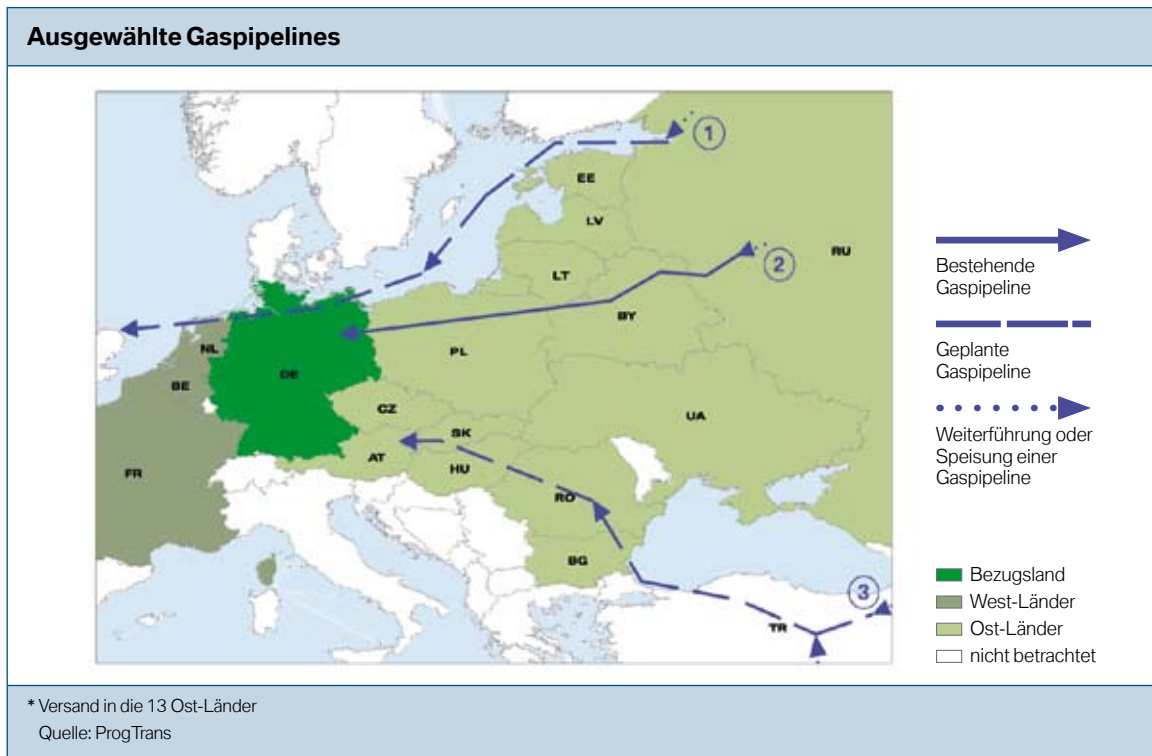 Ausgewählte Gaspipelines
1
EE
LV
RU
2
LT
BY
NL
PL
DE
BE
CZ
UA
SK
AT
HU
FR
RO
BG
3
TR
Bestehende
Gaspipeline
Geplante
Gaspipeline
Weiterführung oder
Speisung einer
Gaspipeline
Bezugsland
West-Länder
Ost-Länder
nicht betrachtet
* Versand in die 13 Ost-Länder
Quelle: ProgTrans